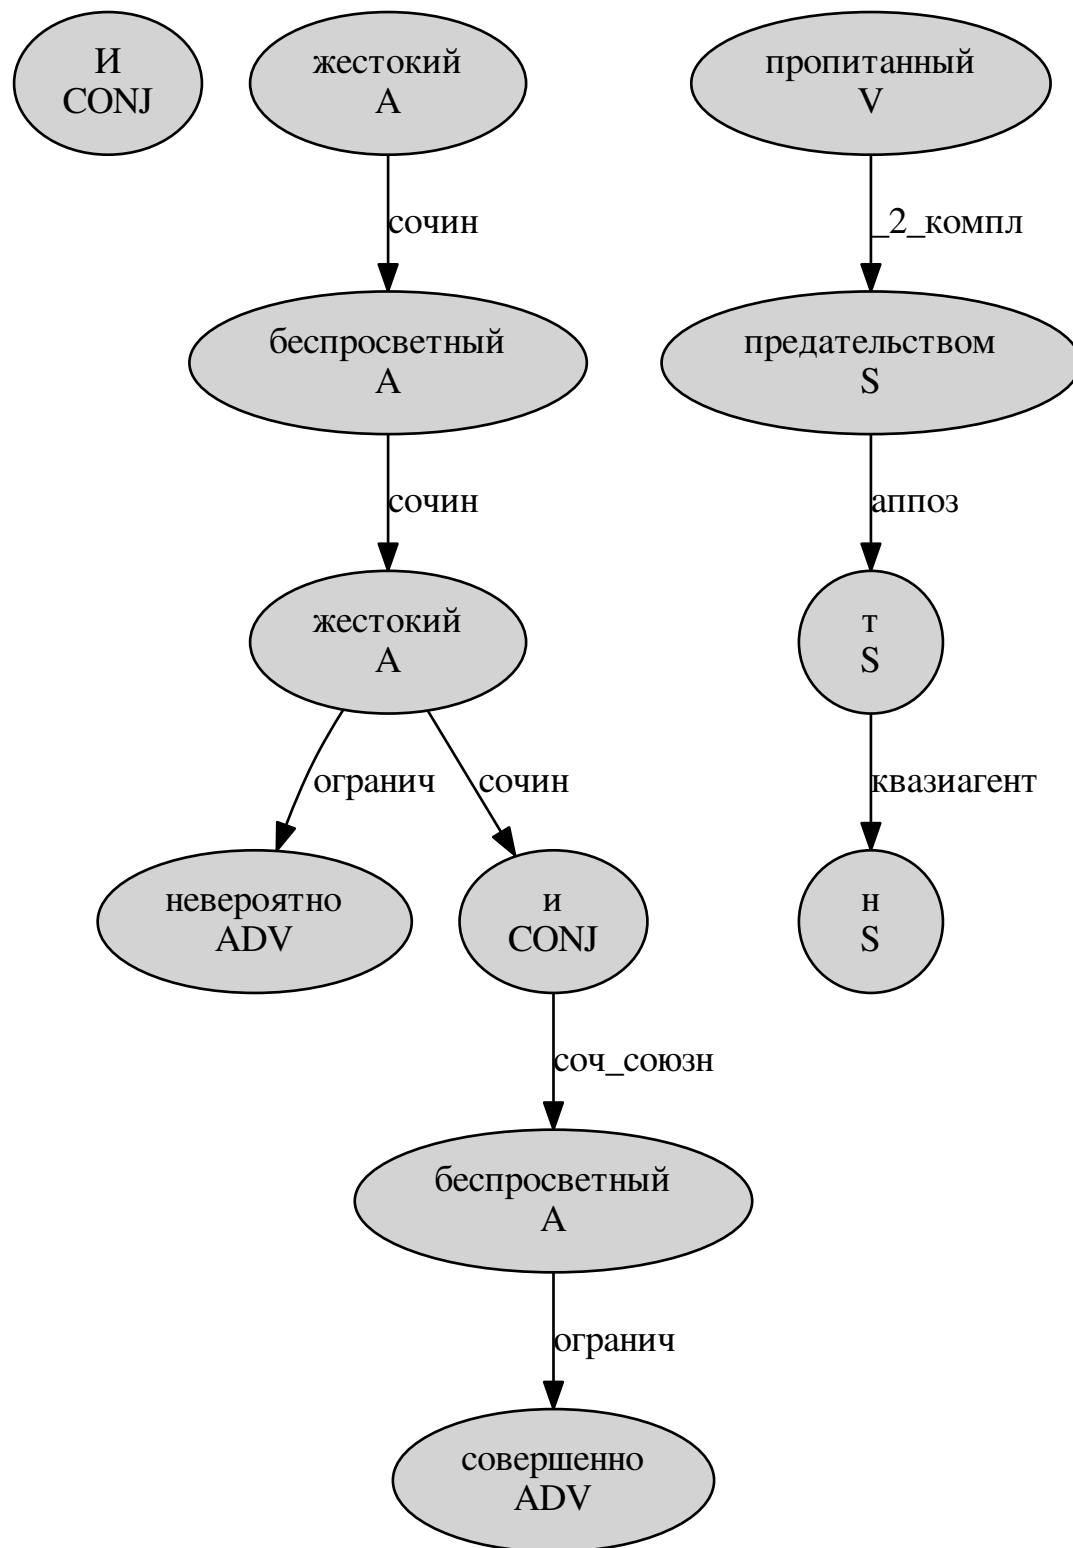 И
CONJ
жестокий
A
пропитанный
V
сочин
_2_компл
беспросветный
A
предательством
S
сочин
аппоз
жестокий
A
т
S
огранич
сочин
квазиагент
невероятно
ADV
и
CONJ
н
S
соч_союзн
беспросветный
A
огранич
совершенно
ADV